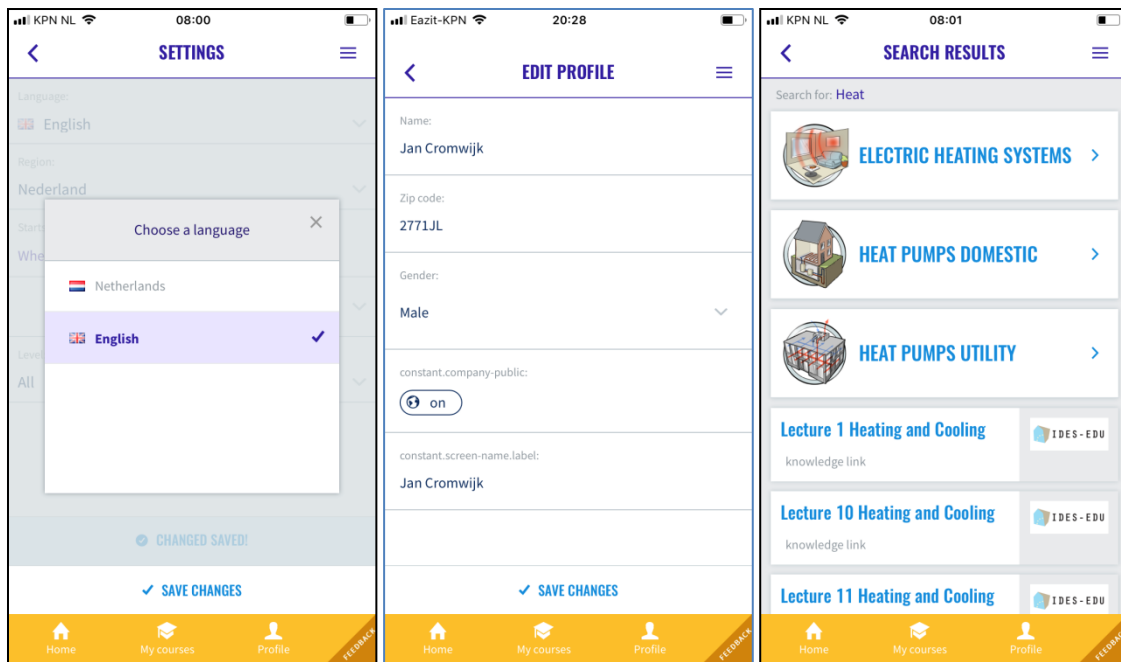 KPN NL 08:00
SETTINGS
Language:
English
Region:
Nederland
Start
Whe
Level
All
Choose a language
Netherlands
English
CHANGED SAVED!
SAVE CHANGES
Home My courses Profile FEEDBACK
Eazit-KPN 20:28
EDIT PROFILE
Name:
Jan Cromwijk
Zip code:
2771JL
Gender:
Male
constant.company-public:
on
constant.screen-name.label:
Jan Cromwijk
SAVE CHANGES
Home My courses Profile FEEDBACK
KPN NL 08:01
SEARCH RESULTS
Search for: Heat
ELECTRIC HEATING SYSTEMS
HEAT PUMPS DOMESTIC
HEAT PUMPS UTILITY
Lecture 1 Heating and Cooling
knowledge link
IDES-EDU
Lecture 10 Heating and Cooling
knowledge link
IDES-EDU
Lecture 11 Heating and Cooling
IDES-EDU
Home My courses Profile FEEDBACK